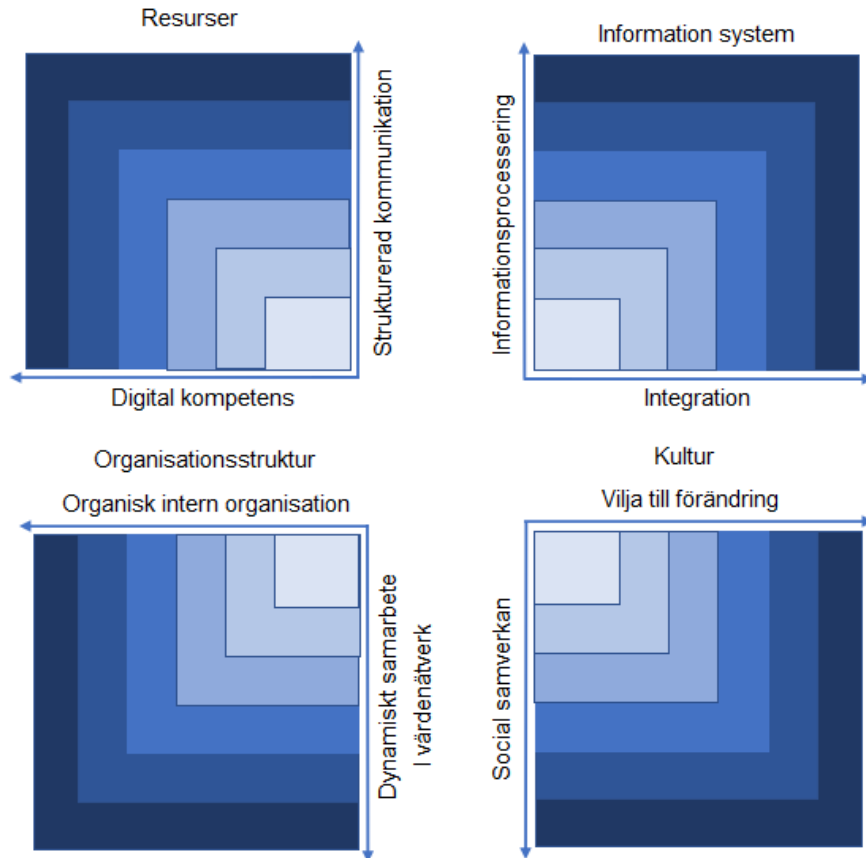 Resurser
Strukturerad kommunikation
Digital kompetens
Information system
Informationsprocessering
Integration
Organisationsstruktur
Organisk intern organisation
Dynamiskt samarbete
I värdenätverk
Kultur
Vilja till förändring
Social samverkan